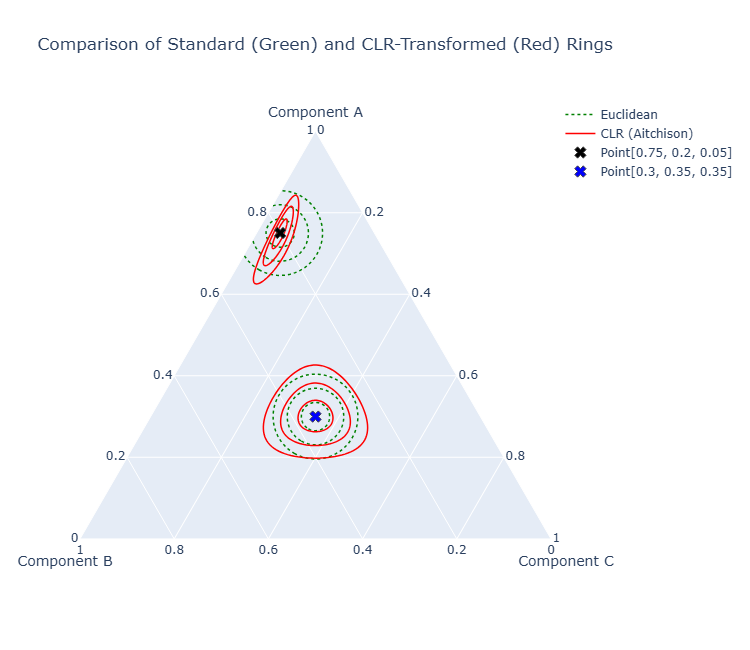 Comparison of Standard (Green) and CLR-Transformed (Red) Rings
Component A
1 0
Euclidean
CLR (Aitchison)
Point[0.75, 0.2, 0.05]
Point[0.3, 0.35, 0.35]
0.8 0.2
0.6 0.4
0.4 0.6
0.2 0.8
0 1
1 0.8 0.6 0.4 0.2 0
Component B Component C